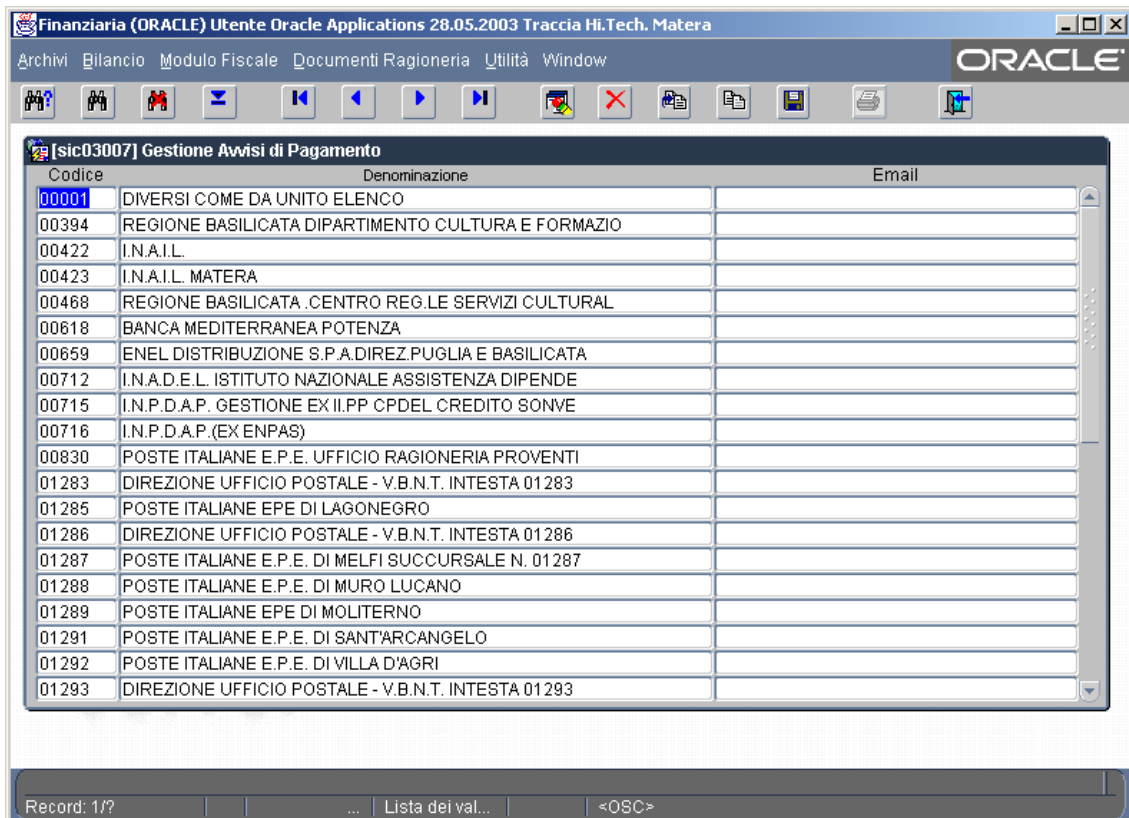 Finanziaria (ORACLE) Utente Oracle Applications 28.05.2003 Traccia Hi.Tech. Matera
Archivi Bilancio Modulo Fiscale Documenti Ragioneria Utilità Window ORACLE
[sic03007] Gestione Avvisi di Pagamento
Codice Denominazione Email
00001 DIVERSI COME DA UNITO ELENCO
00394 REGIONE BASILICATA DIPARTIMENTO CULTURA E FORMAZIO
00422 I.N.A.I.L.
00423 I.N.A.I.L. MATERA
00468 REGIONE BASILICATA .CENTRO REG.LE SERVIZI CULTURAL
00618 BANCA MEDITERRANEA POTENZA
00659 ENEL DISTRIBUZIONE S.P.A.DIREZ.PUGLIA E BASILICATA
00712 I.N.A.D.E.L. ISTITUTO NAZIONALE ASSISTENZA DIPENDE
00715 I.N.P.D.A.P. GESTIONE EX II.PP CPDEL CREDITO SONVE
00716 I.N.P.D.A.P.(EX ENPAS)
00830 POSTE ITALIANE E.P.E. UFFICIO RAGIONERIA PROVENTI
01283 DIREZIONE UFFICIO POSTALE - V.B.N.T. INTESTA 01283
01285 POSTE ITALIANE EPE DI LAGONEGRO
01286 DIREZIONE UFFICIO POSTALE - V.B.N.T. INTESTA 01286
01287 POSTE ITALIANE E.P.E. DI MELFI SUCCURSALE N. 01287
01288 POSTE ITALIANE E.P.E. DI MURO LUCANO
01289 POSTE ITALIANE EPE DI MOLITERNO
01291 POSTE ITALIANE E.P.E. DI SANT'ARCANGELO
01292 POSTE ITALIANE E.P.E. DI VILLA D'AGRI
01293 DIREZIONE UFFICIO POSTALE - V.B.N.T. INTESTA 01293
Record: 1/? ... Lista dei val... <OSC>